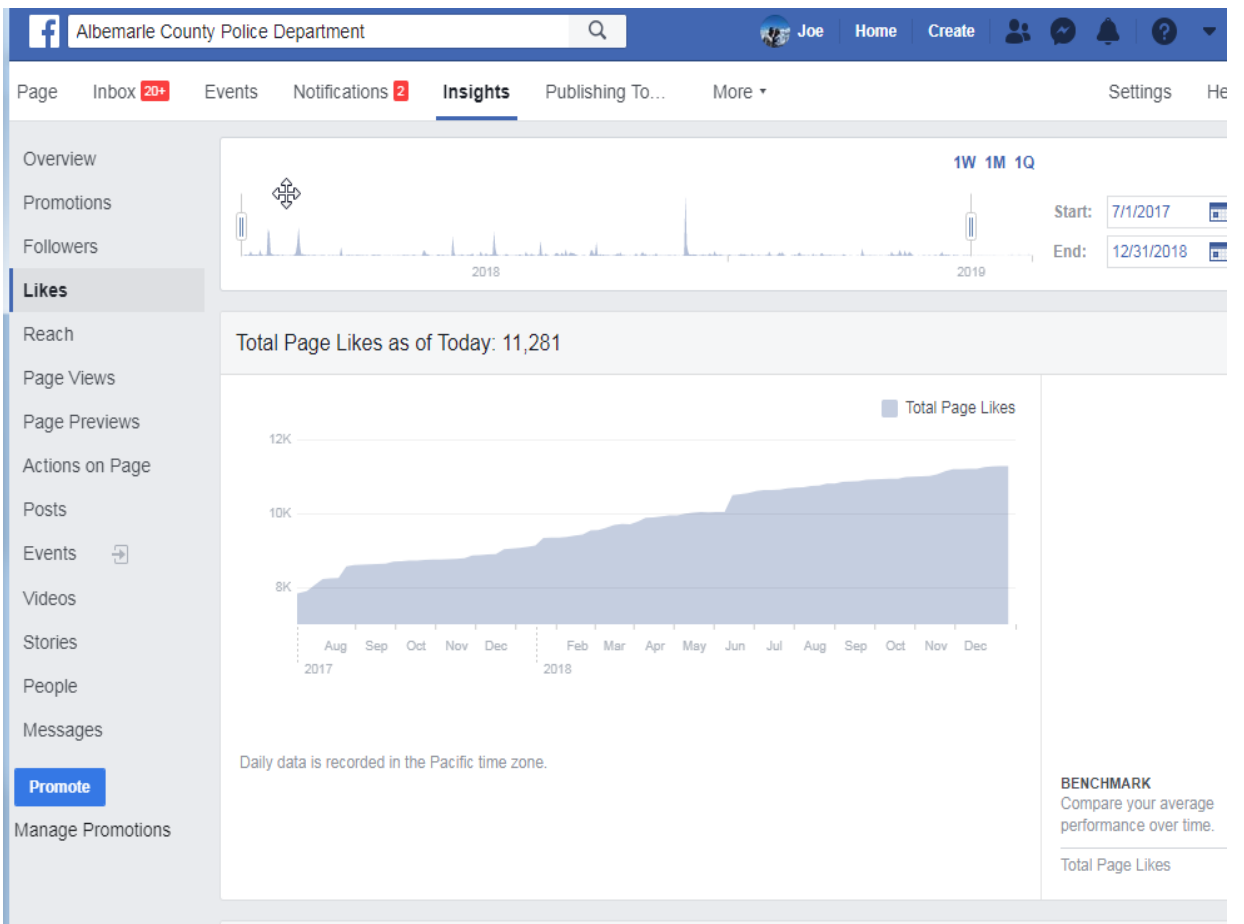 f Albemarle County Police Department Joe Home Create
Page Inbox 20+ Events Notifications 2 Insights Publishing To... More Settings He
Overview
Promotions
Followers
Likes
Reach
Page Views
Page Previews
Actions on Page
Posts
Events
Videos
Stories
People
Messages
Promote
Manage Promotions
1W 1M 1Q
Start: 7/1/2017
End: 12/31/2018
2018 2019
Total Page Likes as of Today: 11,281
Total Page Likes
12K
10K
8K
Aug Sep Oct Nov Dec Feb Mar Apr May Jun Jul Aug Sep Oct Nov Dec
2017 2018
Daily data is recorded in the Pacific time zone.
BENCHMARK
Compare your average
performance over time.
Total Page Likes